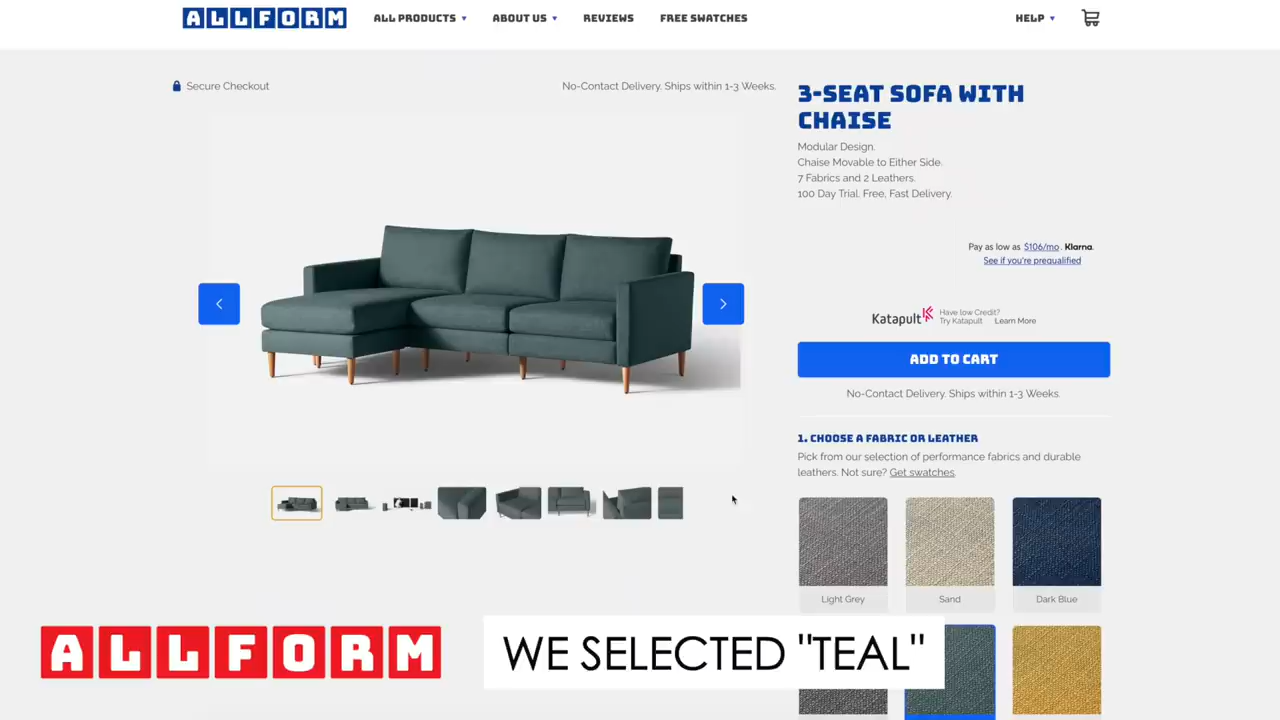 ALLFORM
ALL PRODUCTS
ABOUT US
REVIEWS
FREE SWATCHES
HELP
Secure Checkout
No-Contact Delivery. Ships within 1-3 Weeks.
3-SEAT SOFA WITH
CHAISE
Modular Design.
Chaise Movable to Either Side.
7 Fabrics and 2 Leathers.
100 Day Trial. Free, Fast Delivery.
Pay as low as $106/mo. Klarna.
See if you're prequalified
Katapult
Have low Credit?
Try Katapult Learn More
ADD TO CART
No-Contact Delivery. Ships within 1-3 Weeks.
1. CHOOSE A FABRIC OR LEATHER
Pick from our selection of performance fabrics and durable
leathers. Not sure? Get swatches.
Light Grey
Sand
Dark Blue
ALLFORM
WE SELECTED "TEAL"